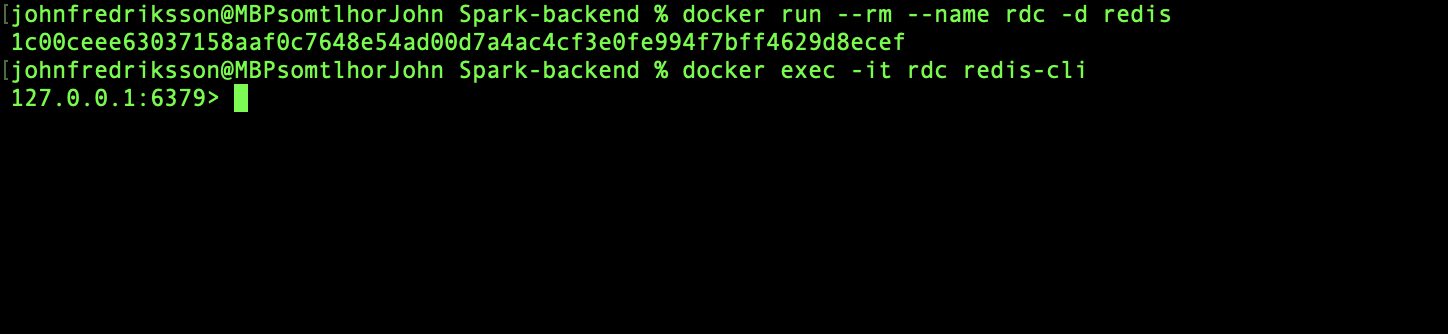 [johnfredriksson@MBPsomtlhorJohn Spark-backend % docker run --rm --name rdc -d redis
1c00ceee63037158aaf0c7648e54ad00d7a4ac4cf3e0fe994f7bff4629d8ecef
[johnfredriksson@MBPsomtlhorJohn Spark-backend % docker exec -it rdc redis-cli
127.0.0.1:6379>